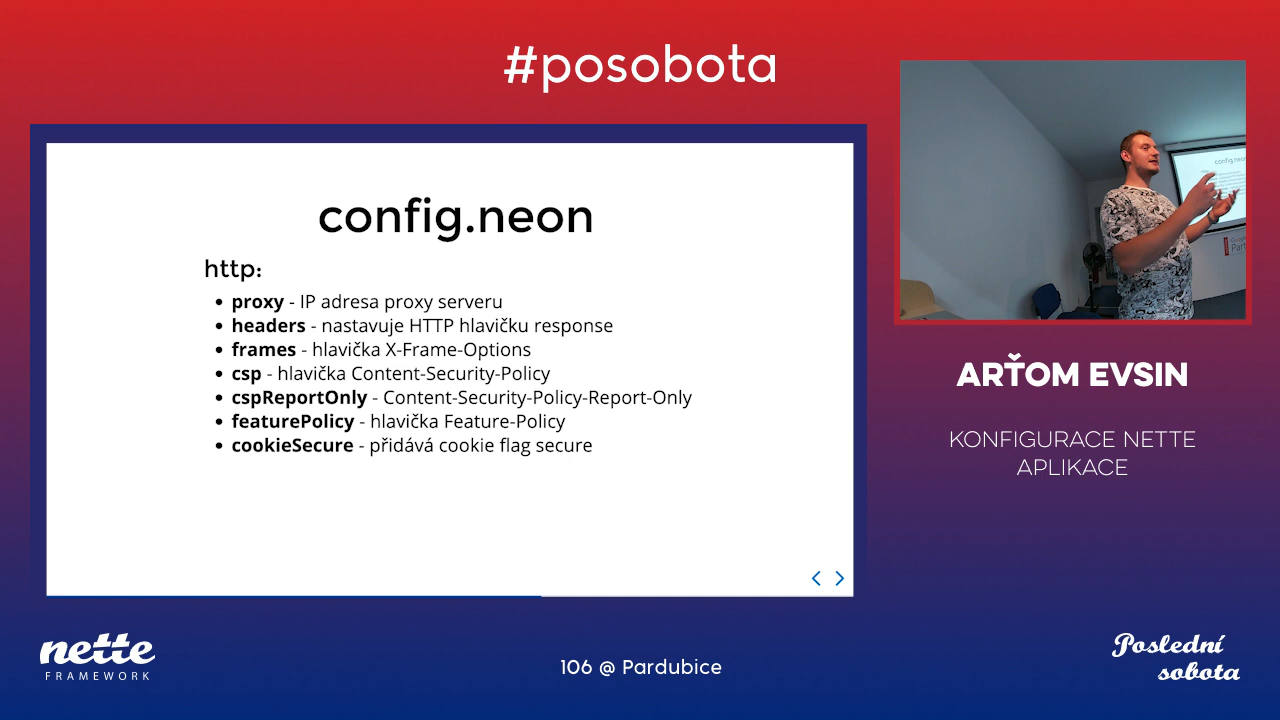 #posobota
config.neon
http:
• proxy - IP adresa proxy serveru
• headers - nastavuje HTTP hlavičku response
• frames - hlavička X-Frame-Options
• csp - hlavička Content-Security-Policy
• cspReportOnly - Content-Security-Policy-Report-Only
• featurePolicy - hlavička Feature-Policy
• cookieSecure - přidává cookie flag secure
config.neon
ARŤOM EVSIN
KONFIGURACE NETTE
APLIKACE
nette
FRAMEWORK
106 @ Pardubice
Poslední
sobota